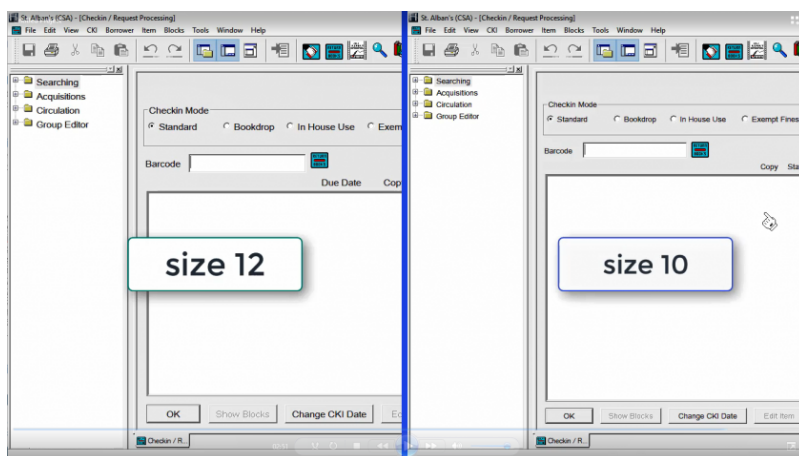 St. Alban's (CSA) - [Checkin / Request Processing]
File Edit View CKI Borrower Item Blocks Tools Window Help
Searching
Acquisitions
Circulation
Group Editor
Checkin Mode
Standard Bookdrop In House Use Exem
Barcode
Due Date Cop
size 12
OK Show Blocks Change CKI Date Ed
Checkin / R...
St. Alban's (CSA) - [Checkin / Request Processing]
File Edit View CKI Borrower Item Blocks Tools Window Help
Searching
Acquisitions
Circulation
Group Editor
Checkin Mode
Standard Bookdrop In House Use Exempt Fines
Barcode
Copy Sta
size 10
OK Show Blocks Change CKI Date Edit Item
Checkin / R...